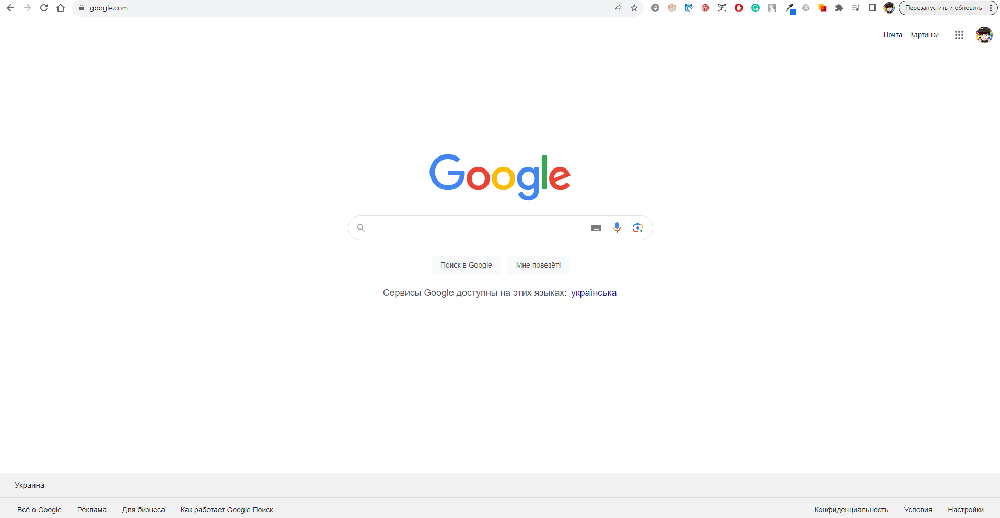 google.com
Перезапустить и обновить
Почта Картинки
Google
Поиск в Google Мне повезёт!
Сервисы Google доступны на этих языках: українська
Украина
Всё о Google Реклама Для бизнеса Как работает Google Поиск Конфиденциальность Условия Настройки